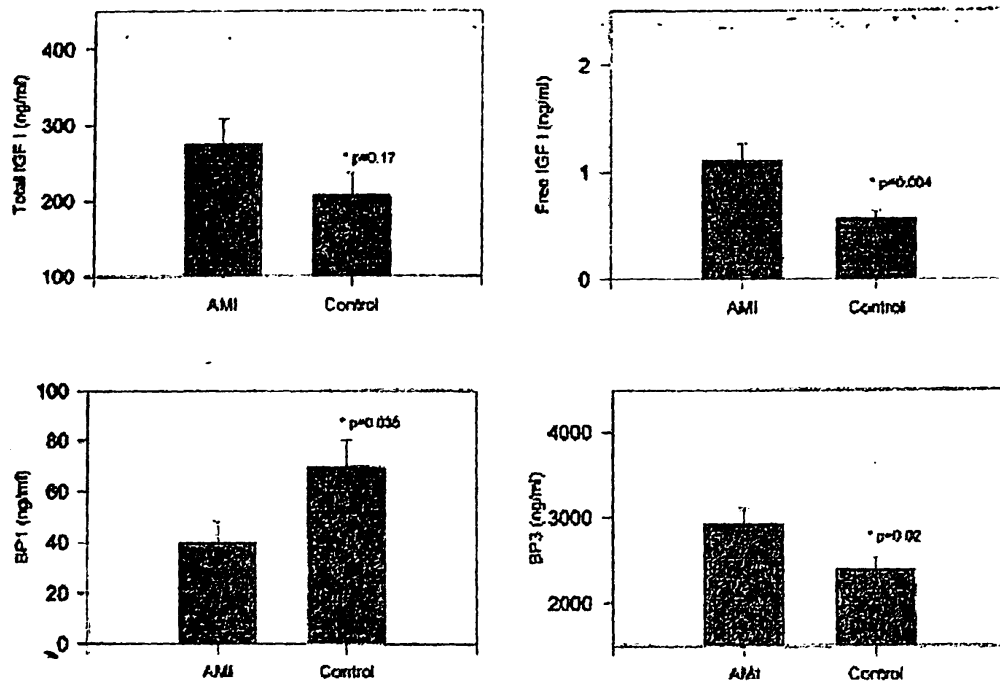 Total IGF I (ng/ml)
400
300
200
100
* p=0.17
AMI Control
Free IGF I (ng/ml)
2
1
0
* p=0.004
AMI Control
BP1 (ng/ml)
100
80
60
40
20
0
* p=0.035
AMI Control
BP3 (ng/ml)
4000
3000
2000
* p=0.02
AMI Control